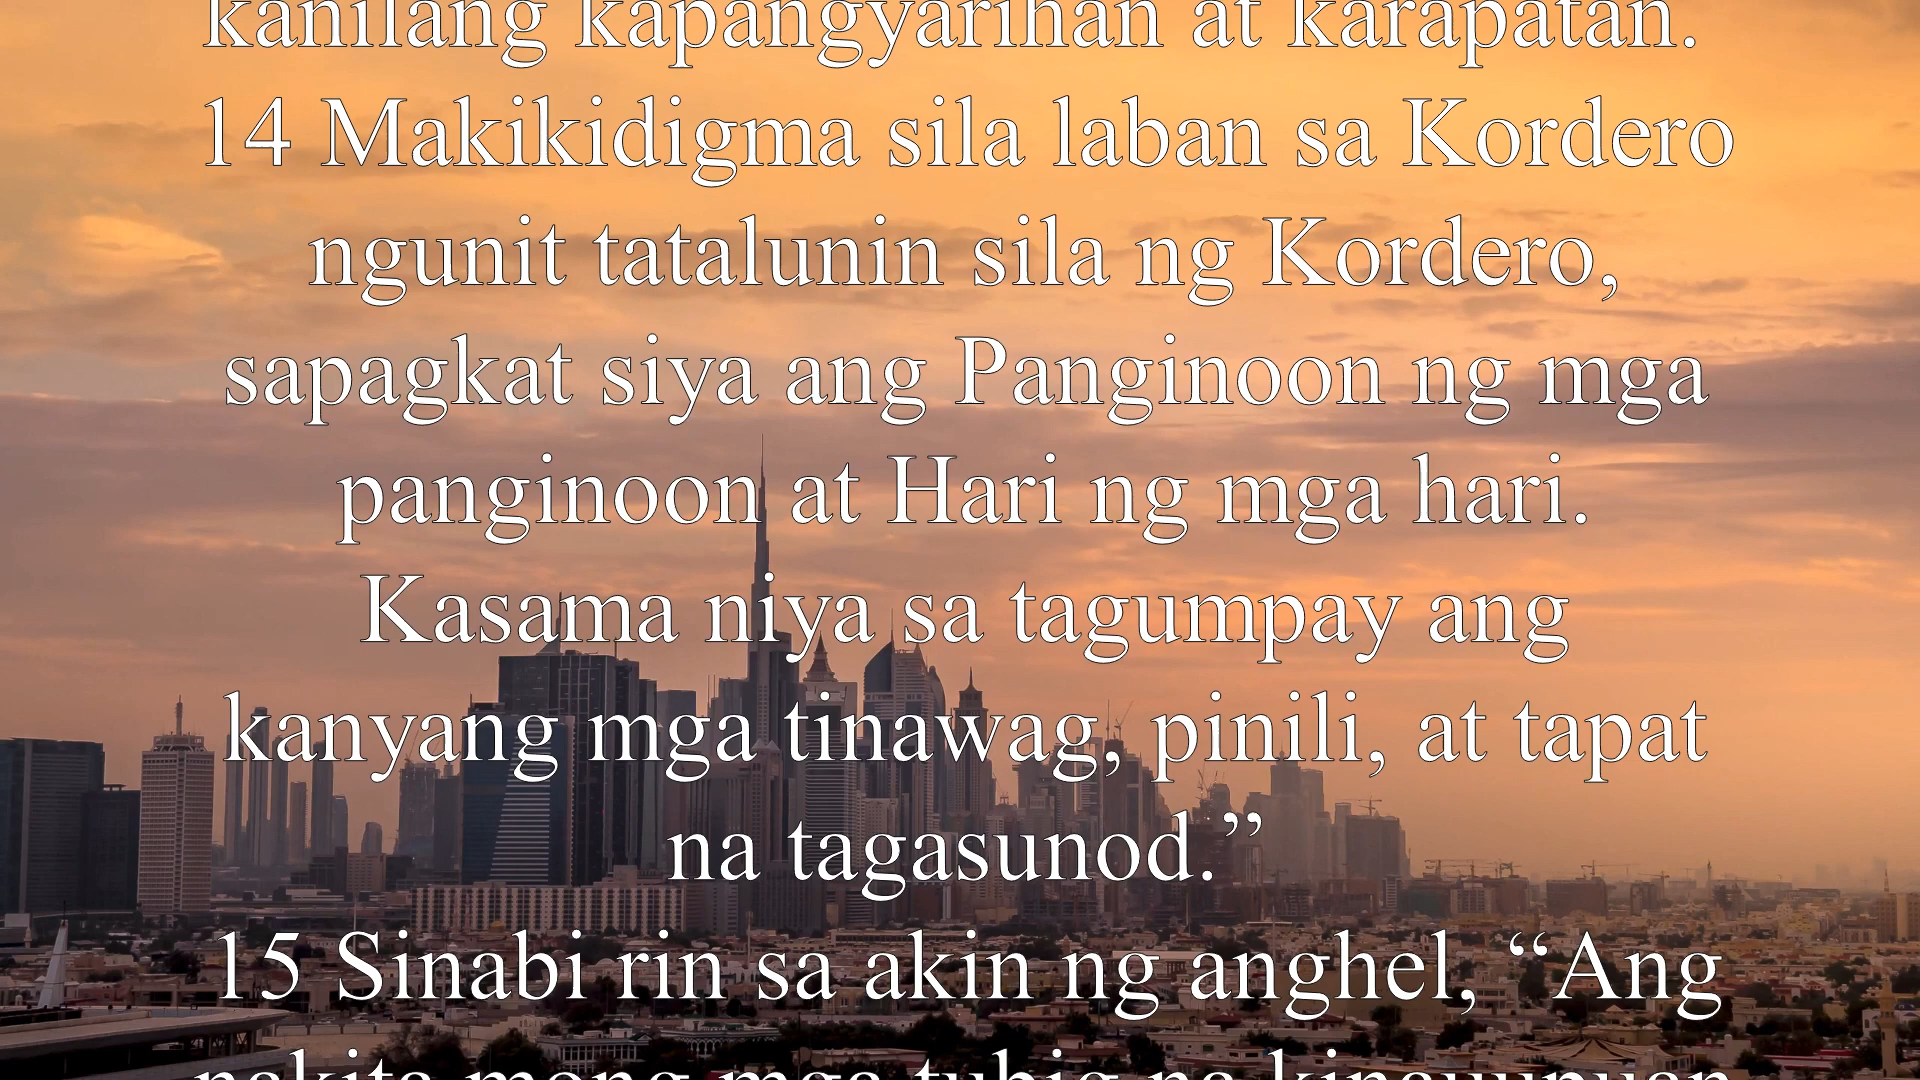 kanilang kapangyarihan at karapatan.
14 Makikidigma sila laban sa Kordero
ngunit tatalunin sila ng Kordero,
sapagkat siya ang Panginoon ng mga
panginoon at Hari ng mga hari.
Kasama niya sa tagumpay ang
kanyang mga tinawag, pinili, at tapat
na tagasunod.”
15 Sinabi rin sa akin ng anghel, “Ang
nakita mong mga tubig na kinauupuan